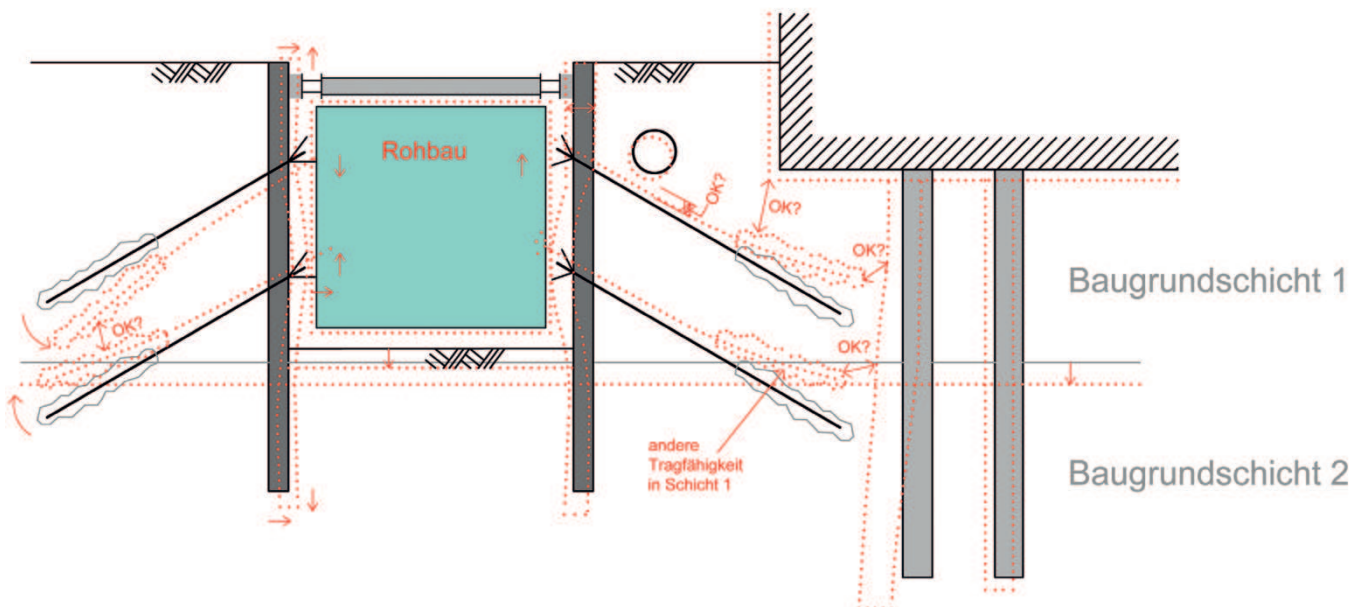 Rohbau
OK?
OK?
OK?
OK?
OK?
Baugrundschicht 1
andere
Tragfähigkeit
in Schicht 1
Baugrundschicht 2